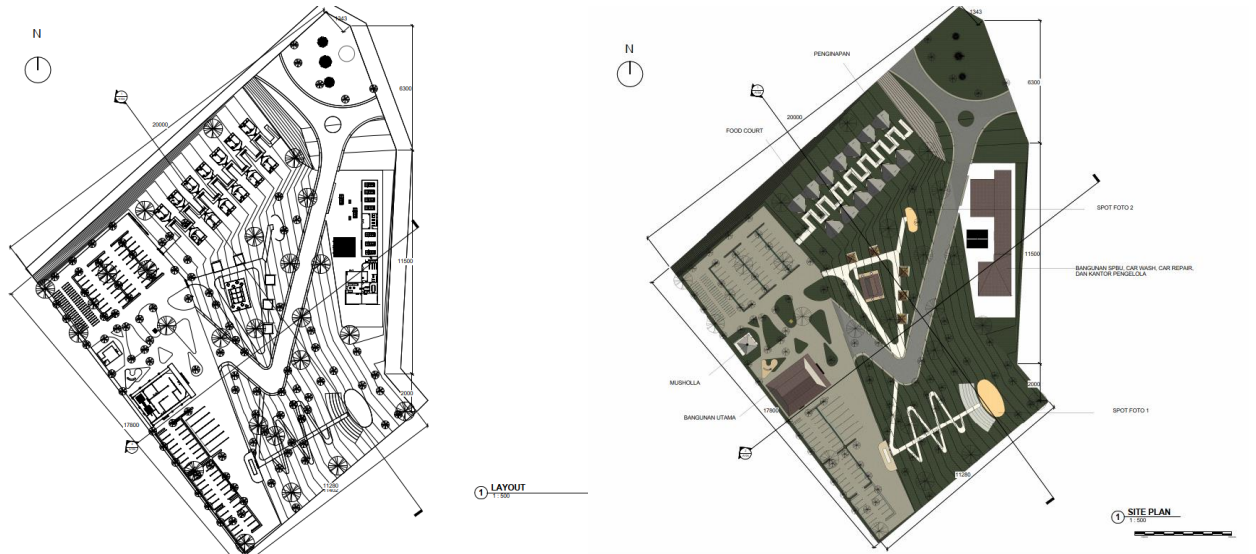 N
1343
6300
20000
11500
2000
17800
11280
1
LAYOUT
1 : 500
N
1343
PENGINAPAN
6300
20000
FOOD COURT
SPOT FOTO 2
11500
BANGUNAN SPBU, CAR WASH, CAR REPAIR,
DAN KANTOR PENGELOLA
MUSHOLLA
2000
BANGUNAN UTAMA
17800
SPOT FOTO 1
11280
1
SITE PLAN
1 : 500